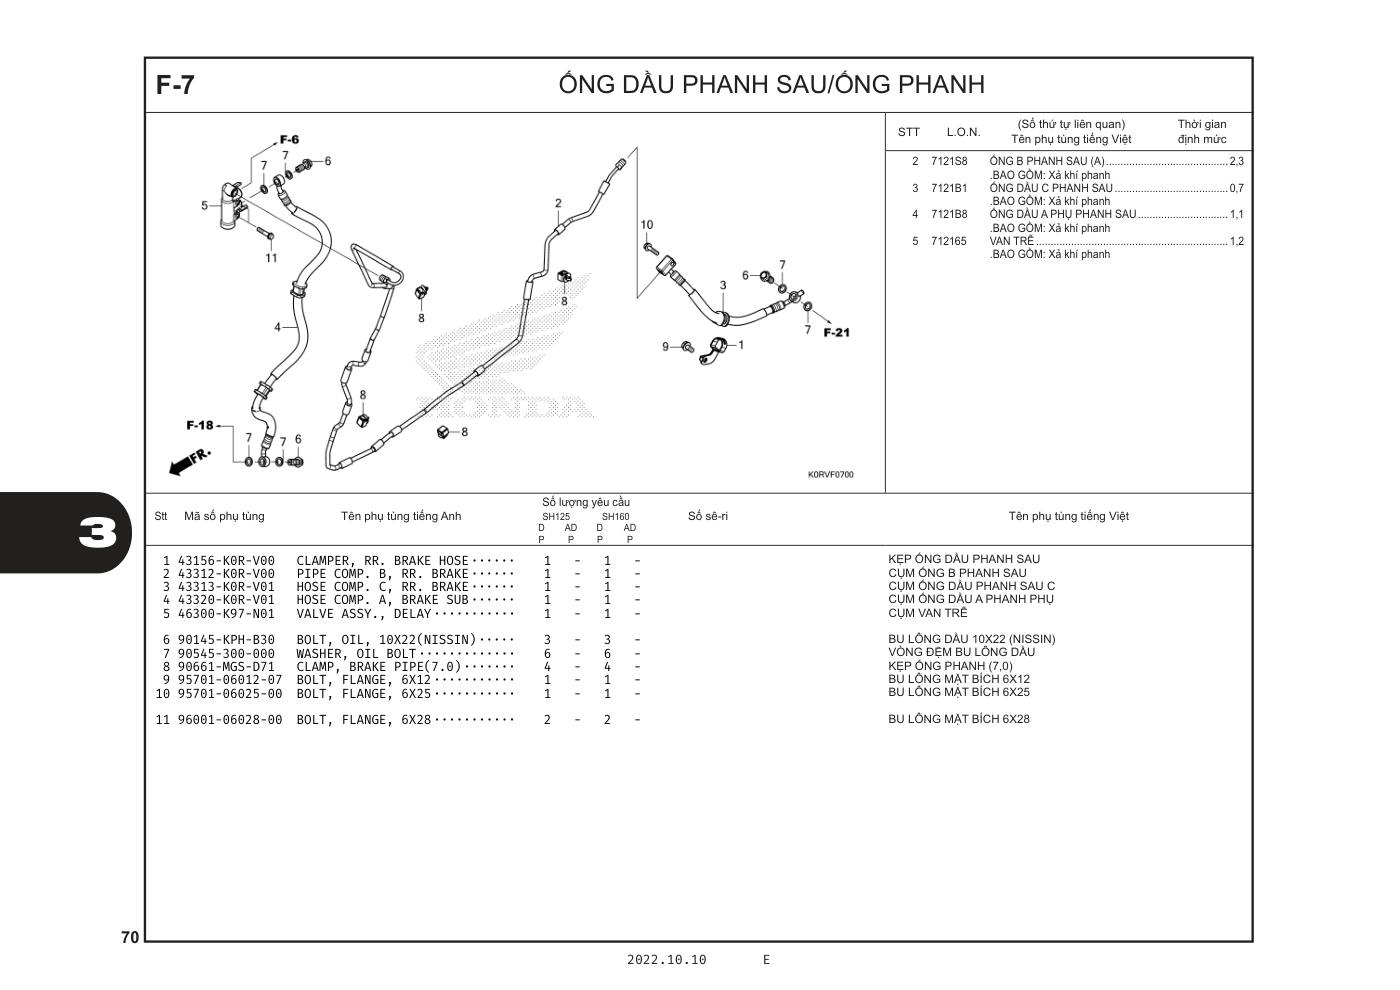 F-7
ỐNG DẦU PHANH SAU/ỐNG PHANH
F-6
7
7
6
5
11
4
2
8
8
8
8
10
3
6
7
7
F-21
9
1
F-18
7
7
6
FR.
HONDA
K0RVF0700
STT L.O.N. (Số thứ tự liên quan) Tên phụ tùng tiếng Việt Thời gian định mức
2 7121S8 ỐNG B PHANH SAU (A).......................................... 2,3
.BAO GỒM: Xả khí phanh
3 7121B1 ỐNG DẦU C PHANH SAU ....................................... 0,7
.BAO GỒM: Xả khí phanh
4 7121B8 ỐNG DẦU A PHỤ PHANH SAU............................... 1,1
.BAO GỒM: Xả khí phanh
5 712165 VAN TRỄ .................................................................. 1,2
.BAO GỒM: Xả khí phanh
Stt Mã số phụ tùng Tên phụ tùng tiếng Anh Số lượng yêu cầu Số sê-ri Tên phụ tùng tiếng Việt
SH125 SH160
D AD D AD
P P P P
1 43156-K0R-V00 CLAMPER, RR. BRAKE HOSE······ 1 - 1 - KẸP ỐNG DẦU PHANH SAU
2 43312-K0R-V00 PIPE COMP. B, RR. BRAKE······ 1 - 1 - CỤM ỐNG B PHANH SAU
3 43313-K0R-V01 HOSE COMP. C, RR. BRAKE······ 1 - 1 - CỤM ỐNG DẦU PHANH SAU C
4 43320-K0R-V01 HOSE COMP. A, BRAKE SUB······ 1 - 1 - CỤM ỐNG DẦU A PHANH PHỤ
5 46300-K97-N01 VALVE ASSY., DELAY··········· 1 - 1 - CỤM VAN TRỄ
6 90145-KPH-B30 BOLT, OIL, 10X22(NISSIN)····· 3 - 3 - BU LÔNG DẦU 10X22 (NISSIN)
7 90545-300-000 WASHER, OIL BOLT············· 6 - 6 - VÒNG ĐỆM BU LÔNG DẦU
8 90661-MGS-D71 CLAMP, BRAKE PIPE(7.0)······· 4 - 4 - KẸP ỐNG PHANH (7,0)
9 95701-06012-07 BOLT, FLANGE, 6X12··········· 1 - 1 - BU LÔNG MẶT BÍCH 6X12
10 95701-06025-00 BOLT, FLANGE, 6X25··········· 1 - 1 - BU LÔNG MẶT BÍCH 6X25
11 96001-06028-00 BOLT, FLANGE, 6X28··········· 2 - 2 - BU LÔNG MẶT BÍCH 6X28
3
70
2022.10.10 E